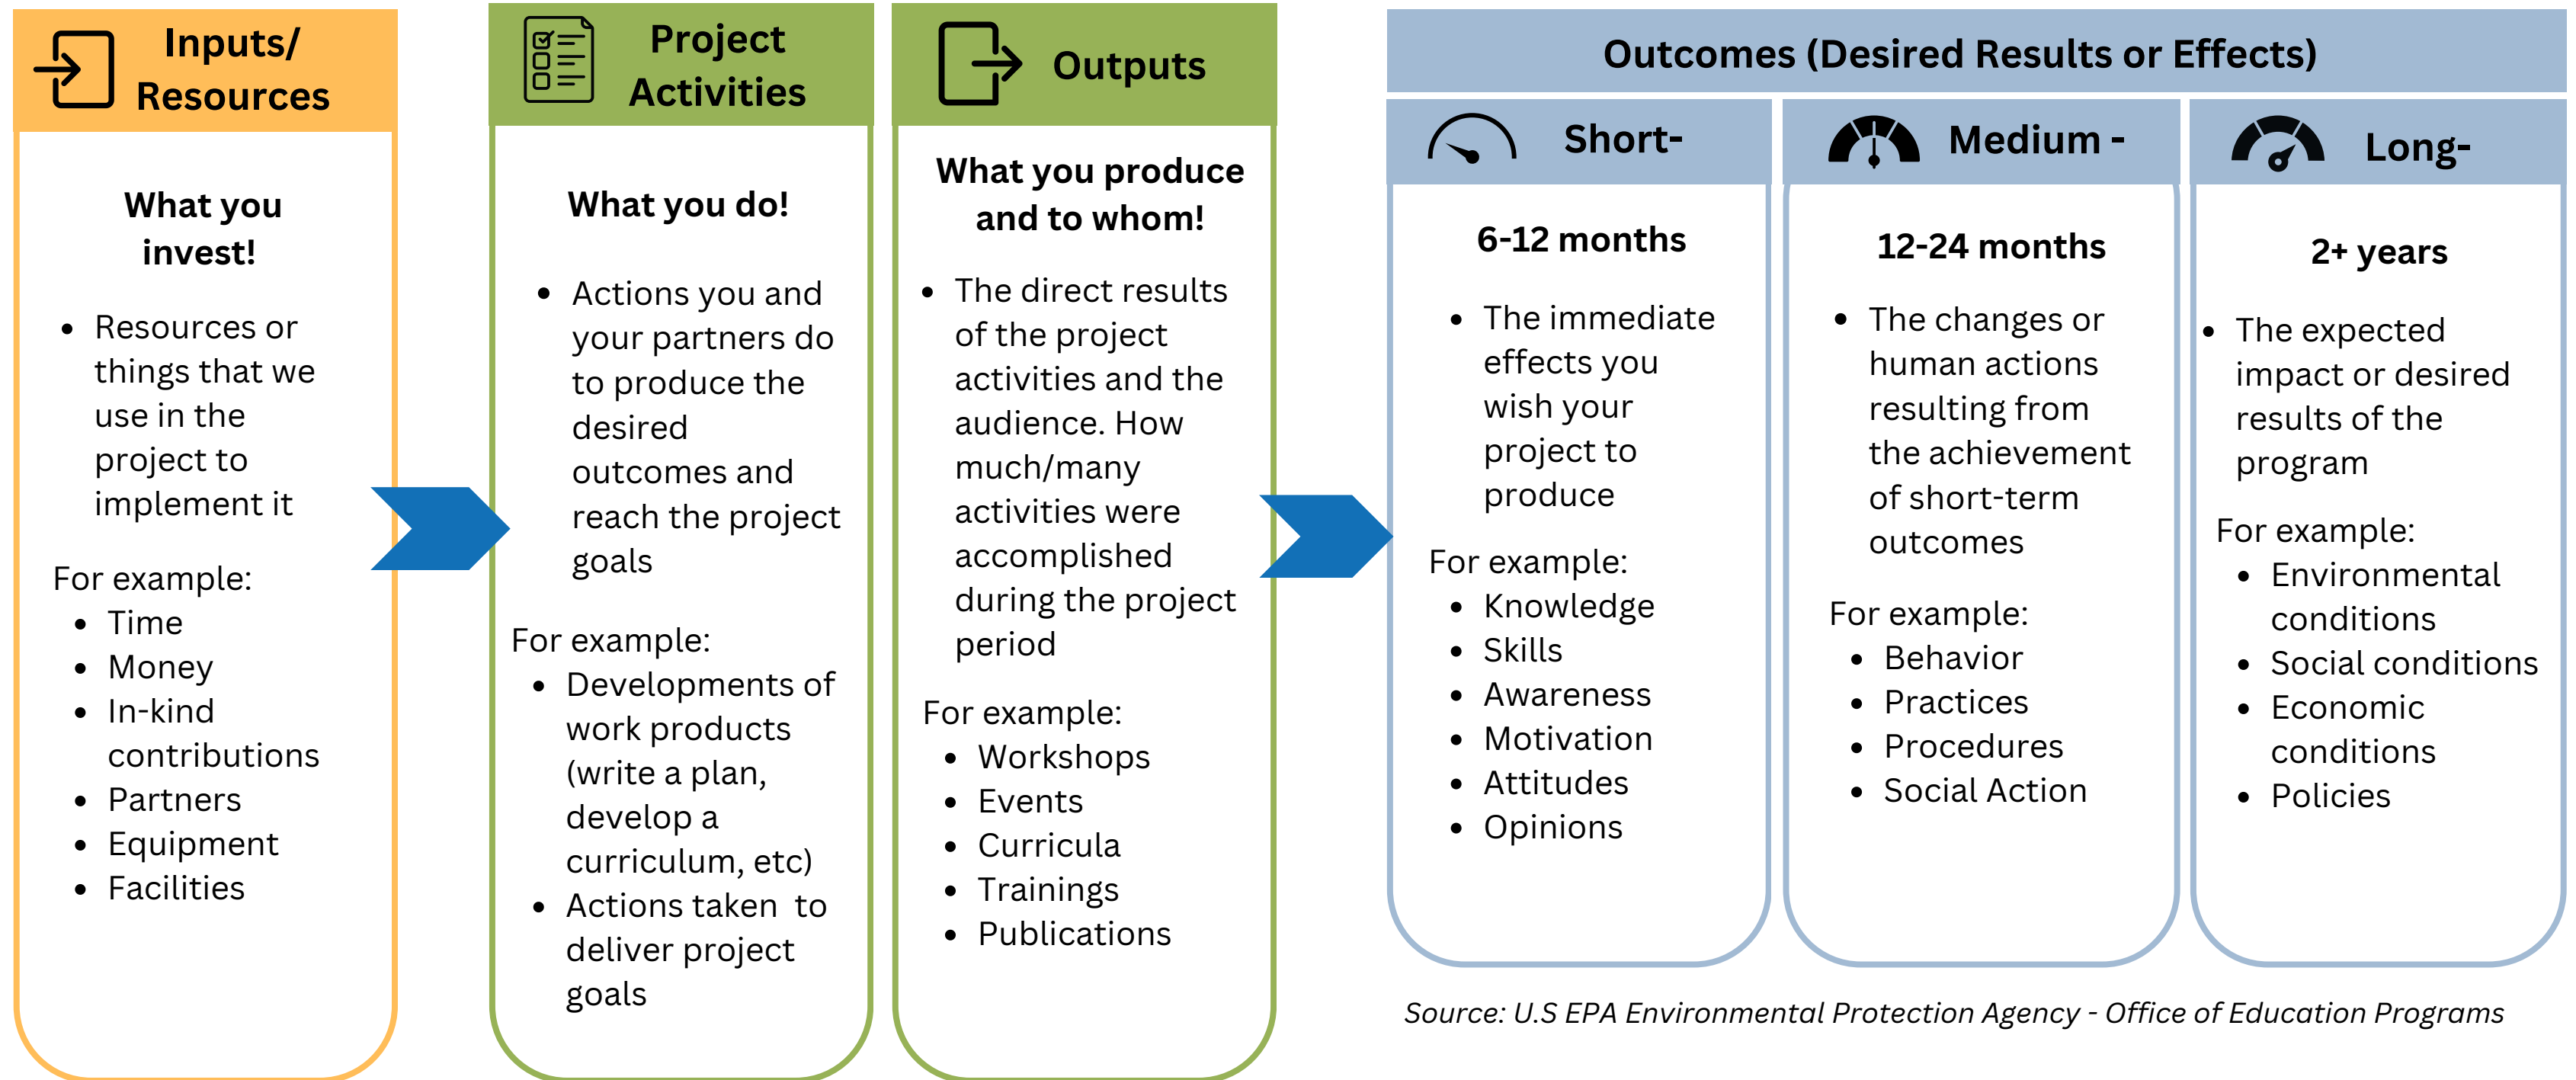 Inputs/
Resources
What you
invest!
• Resources or
things that we
use in the
project to
implement it
For example:
• Time
• Money
• In-kind
contributions
• Partners
• Equipment
• Facilities
Project
Activities
What you do!
• Actions you and
your partners do
to produce the
desired
outcomes and
reach the project
goals
For example:
• Developments of
work products
(write a plan,
develop a
curriculum, etc)
• Actions taken to
deliver project
goals
Outputs
What you produce
and to whom!
• The direct results
of the project
activities and the
audience. How
much/many
activities were
accomplished
during the project
period
For example:
• Workshops
• Events
• Curricula
• Trainings
• Publications
Outcomes (Desired Results or Effects)
Short-
6-12 months
• The immediate
effects you
wish your
project to
produce
For example:
• Knowledge
• Skills
• Awareness
• Motivation
• Attitudes
• Opinions
Medium -
12-24 months
• The changes or
human actions
resulting from
the achievement
of short-term
outcomes
For example:
• Behavior
• Practices
• Procedures
• Social Action
Long-
2+ years
• The expected
impact or desired
results of the
program
For example:
• Environmental
conditions
• Social conditions
• Economic
conditions
• Policies
Source: U.S EPA Environmental Protection Agency - Office of Education Programs